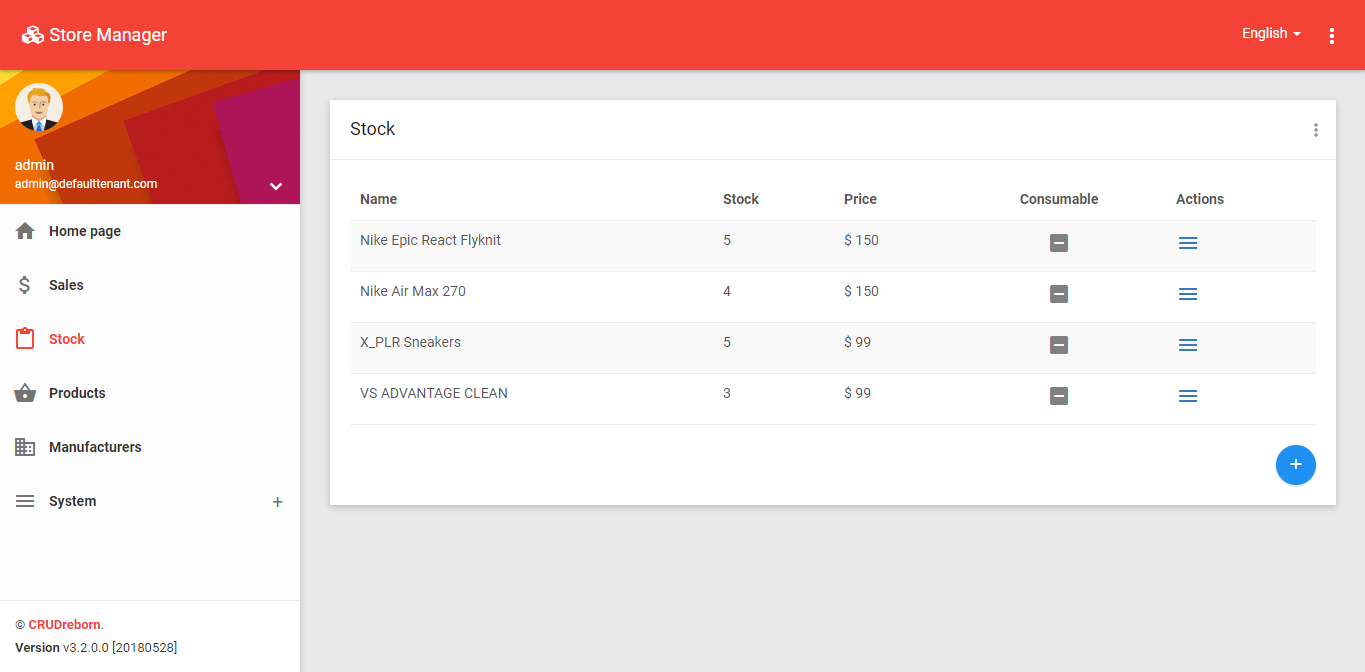 Store Manager
English
admin
admin@defaulttenant.com
Home page
Sales
Stock
Products
Manufacturers
System +
© CRUDreborn.
Version v3.2.0.0 [20180528]
Stock
Name Stock Price Consumable Actions
Nike Epic React Flyknit 5 $ 150
Nike Air Max 270 4 $ 150
X_PLR Sneakers 5 $ 99
VS ADVANTAGE CLEAN 3 $ 99
+